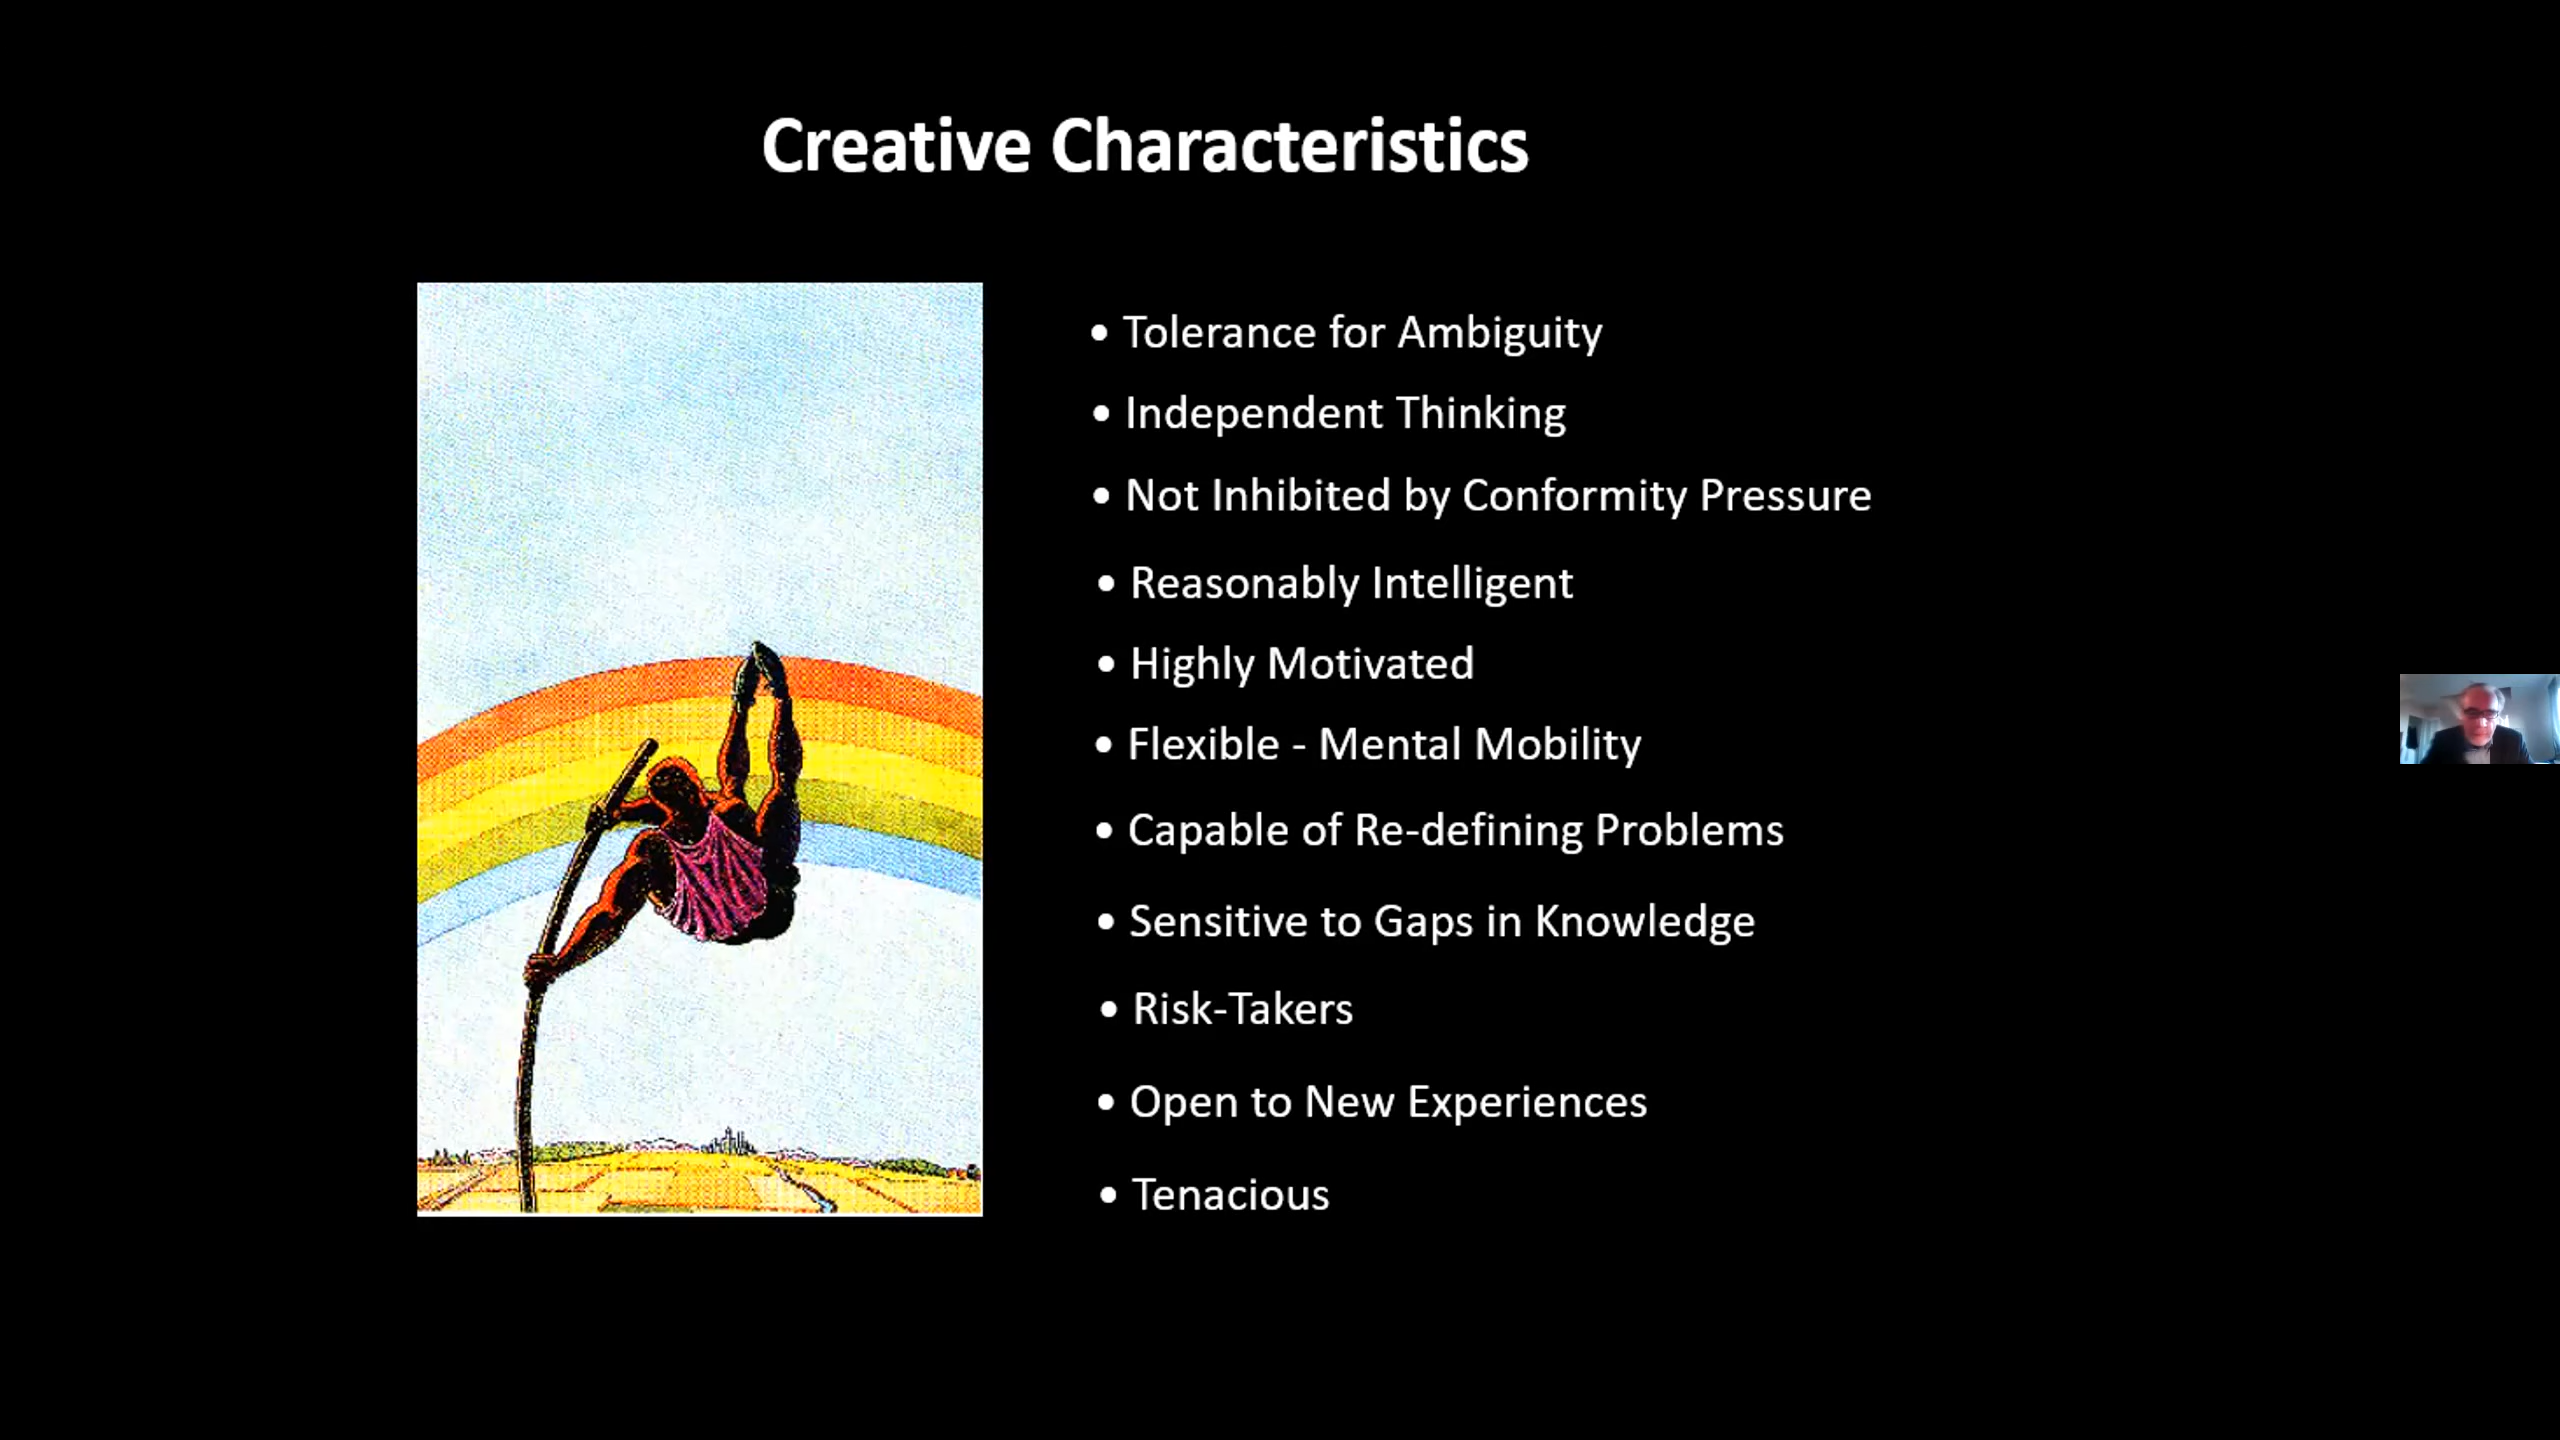 Creative Characteristics
• Tolerance for Ambiguity
• Independent Thinking
• Not Inhibited by Conformity Pressure
• Reasonably Intelligent
• Highly Motivated
• Flexible - Mental Mobility
• Capable of Re-defining Problems
• Sensitive to Gaps in Knowledge
• Risk-Takers
• Open to New Experiences
• Tenacious